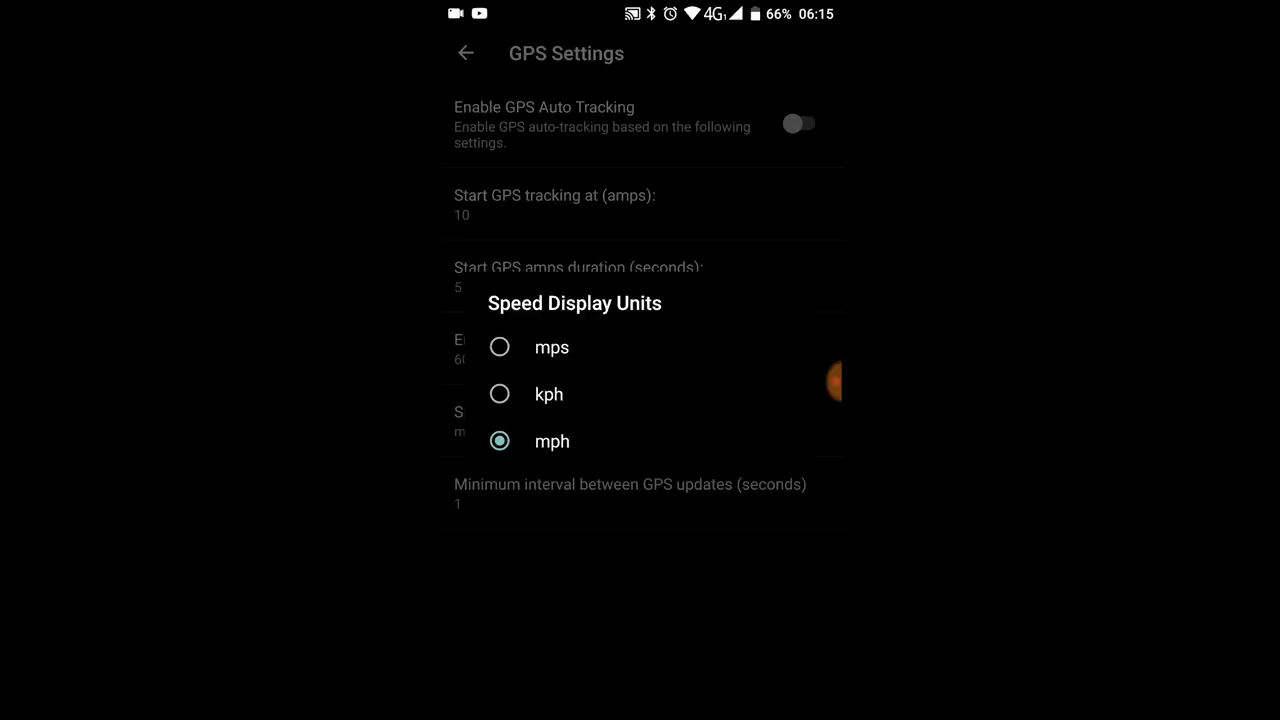 4G 66% 06:15
GPS Settings
Enable GPS Auto Tracking
Enable GPS auto-tracking based on the following
settings.
Start GPS tracking at (amps):
10
Start GPS amps duration (seconds):
5
Speed Display Units
mps
kph
mph
Minimum interval between GPS updates (seconds)
1